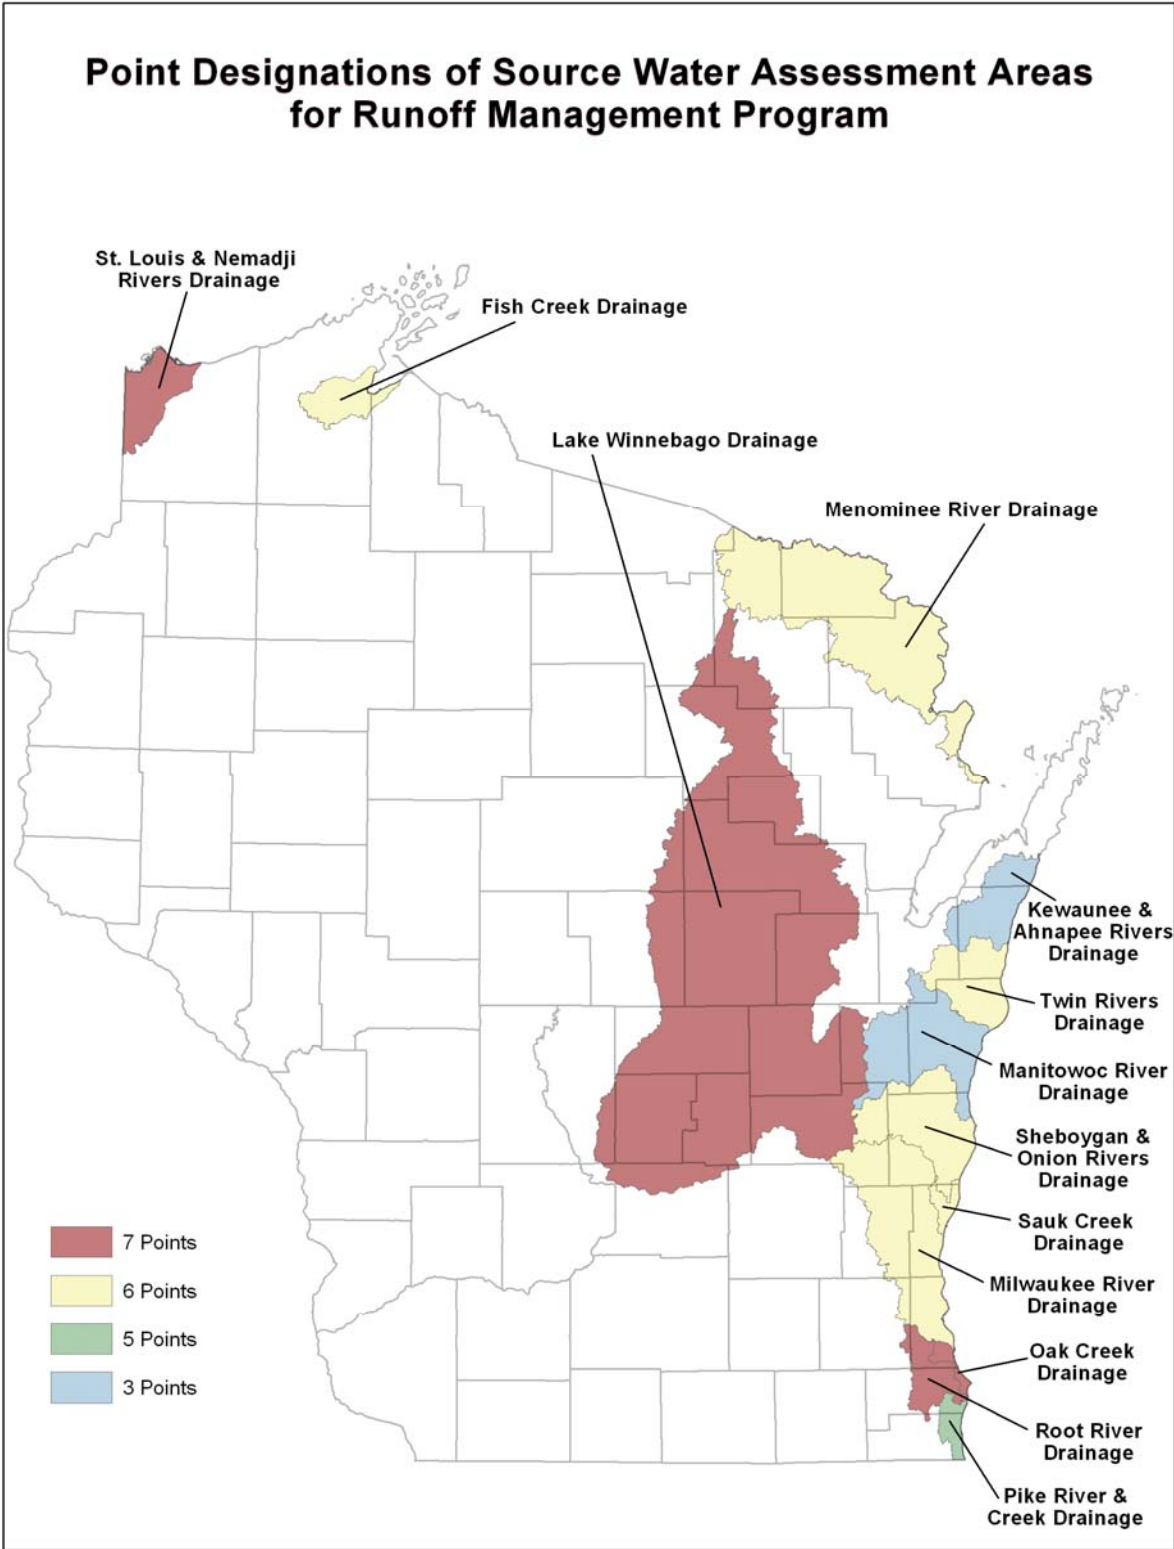 Point Designations of Source Water Assessment Areas
for Runoff Management Program
St. Louis & Nemadji
Rivers Drainage
Fish Creek Drainage
Lake Winnebago Drainage
Menominee River Drainage
Kewaunee &
Ahnapee Rivers
Drainage
Twin Rivers
Drainage
Manitowoc River
Drainage
Sheboygan &
Onion Rivers
Drainage
Sauk Creek
Drainage
Milwaukee River
Drainage
Oak Creek
Drainage
Root River
Drainage
Pike River &
Creek Drainage
7 Points
6 Points
5 Points
3 Points